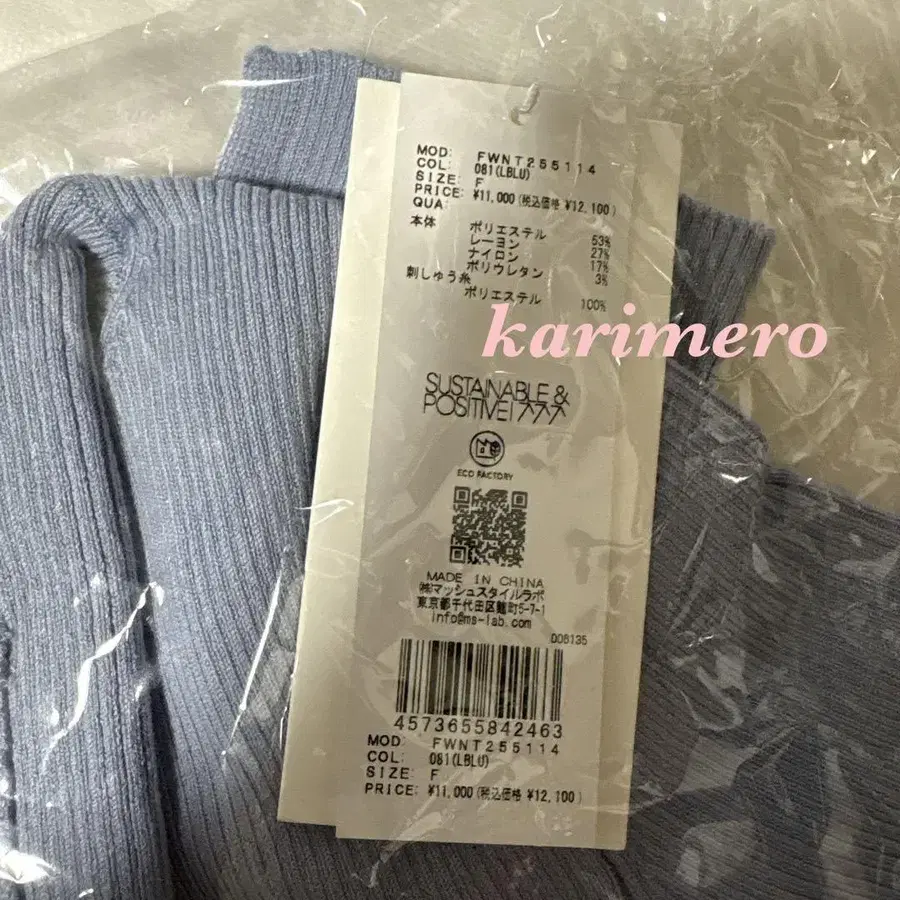 MOD: FWNT255114
COL: 081(LBLU)
SIZE: F
PRICE: ¥11,000(税込価格 ¥12,100)
QUA:
本体 ポリエステル 53%
レーヨン 27%
ナイロン 17%
ポリウレタン 3%
刺しゅう糸
ポリエステル 100%
karimero
SUSTAINABLE &
POSITIVE!
ECO FACTORY
MADE IN CHINA
㈱マッシュスタイルラボ
東京都千代田区麹町5-7-1
info@ms-lab.com
006135
4573655842463
MOD: FWNT255114
COL: 081(LBLU)
SIZE: F
PRICE: ¥11,000(税込価格 ¥12,100)